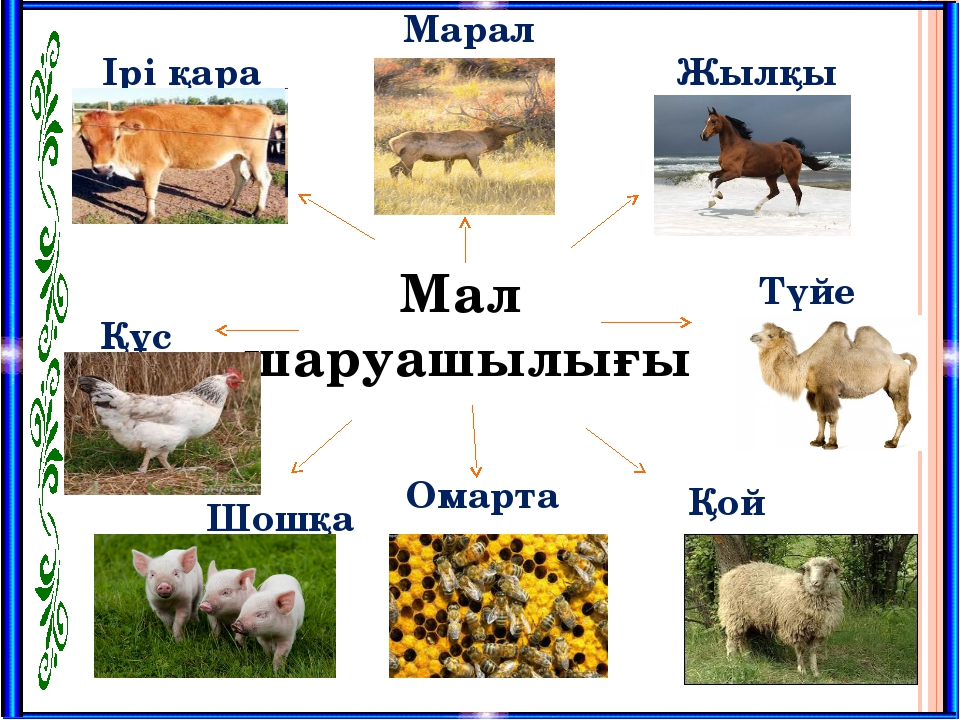 Марал
Ірі қара
Жылқы
Мал
шаруашылығы
Түйе
Құс
Шошқа
Омарта
Қой